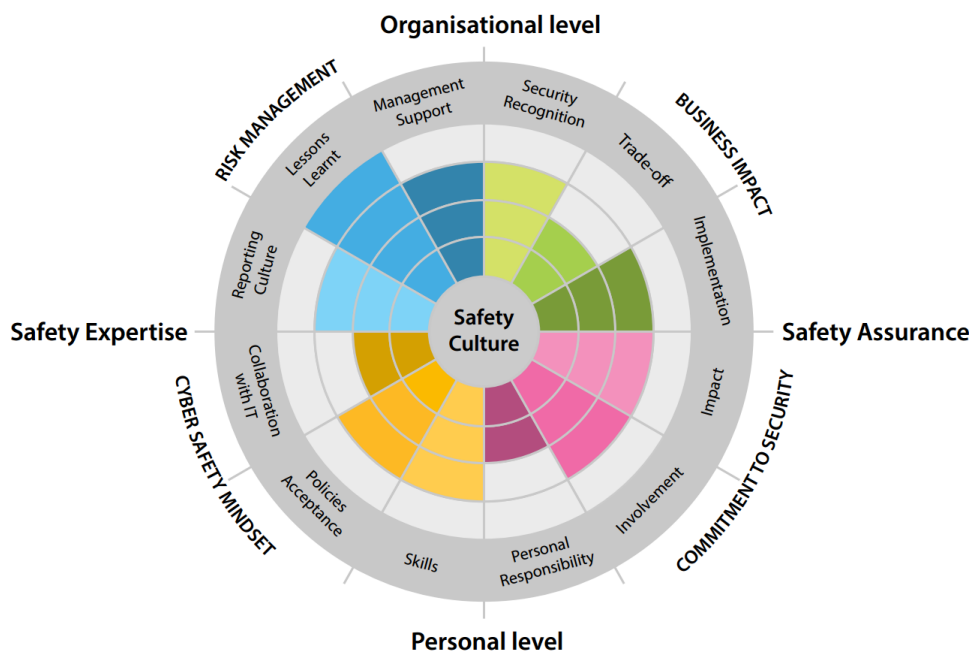 Organisational level
RISK MANAGEMENT
BUSINESS IMPACT
Management
Support
Security
Recognition
Lessons
Learnt
Trade-off
Reporting
Culture
Implementation
Safety Expertise
Safety
Culture
Safety Assurance
Collaboration
with IT
Impact
CYBER SAFETY MINDSET
COMMITMENT TO SECURITY
Policies
Acceptance
Involvement
Skills
Personal
Responsibility
Personal level